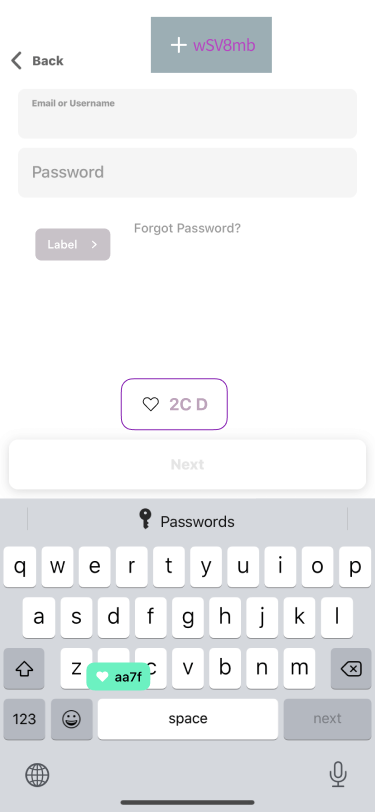 wSV8mb
Back
Email or Username
Password
Forgot Password?
Label
2C D
Next
Passwords
q w e r t y u i o p
a s d f g h j k l
z c v b n m
aa7f
123 space next